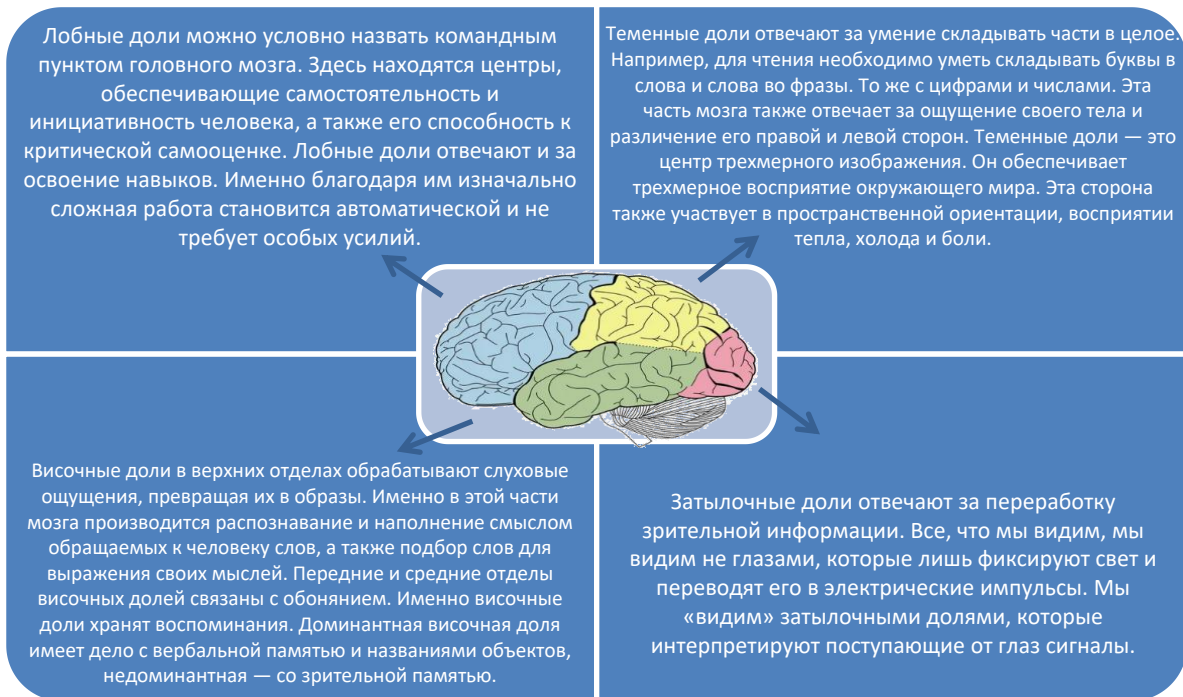 Лобные доли можно условно назвать командным
пунктом головного мозга. Здесь находятся центры,
обеспечивающие самостоятельность и
инициативность человека, а также его способность к
критической самооценке. Лобные доли отвечают и за
освоение навыков. Именно благодаря им изначально
сложная работа становится автоматической и не
требует особых усилий.
Теменные доли отвечают за умение складывать части в целое.
Например, для чтения необходимо уметь складывать буквы в
слова и слова во фразы. То же с цифрами и числами. Эта
часть мозга также отвечает за ощущение своего тела и
различение его правой и левой сторон. Теменные доли — это
центр трехмерного изображения. Он обеспечивает
трехмерное восприятие окружающего мира. Эта сторона
также участвует в пространственной ориентации, восприятии
тепла, холода и боли.
Височные доли в верхних отделах обрабатывают слуховые
ощущения, превращая их в образы. Именно в этой части
мозга производится распознавание и наполнение смыслом
обращаемых к человеку слов, а также подбор слов для
выражения своих мыслей. Передние и средние отделы
височных долей связаны с обонянием. Именно височные
доли хранят воспоминания. Доминантная височная доля
имеет дело с вербальной памятью и названиями объектов,
недоминантная — со зрительной памятью.
Затылочные доли отвечают за переработку
зрительной информации. Все, что мы видим, мы
видим не глазами, которые лишь фиксируют свет и
переводят его в электрические импульсы. Мы
«видим» затылочными долями, которые
интерпретируют поступающие от глаз сигналы.